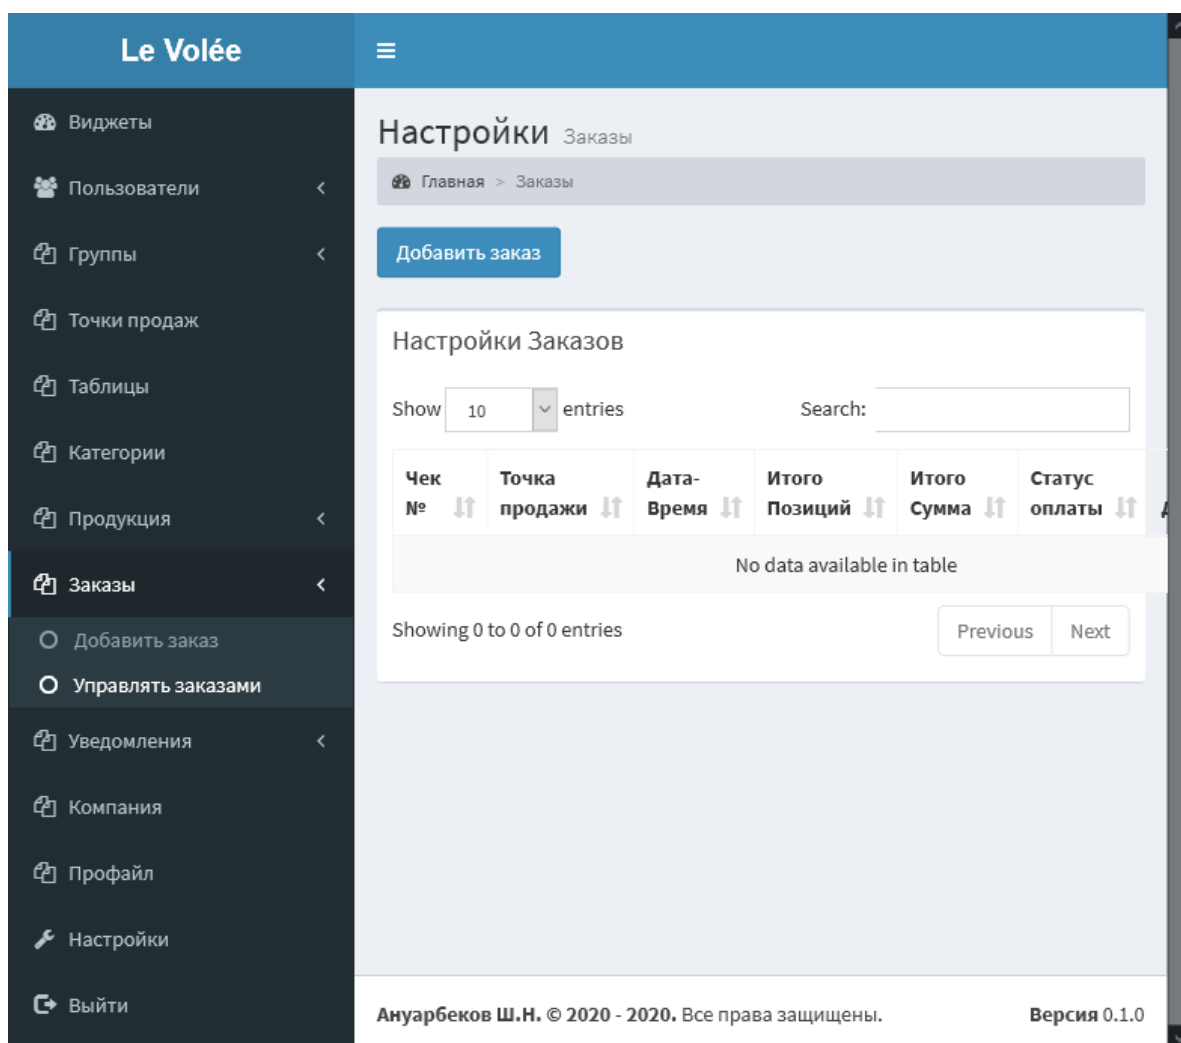 Le Volée
Виджеты
Пользователи
Группы
Точки продаж
Таблицы
Категории
Продукция
Заказы
Добавить заказ
Управлять заказами
Уведомления
Компания
Профайл
Настройки
Выйти
Настройки Заказы
Главная > Заказы
Добавить заказ
Настройки Заказов
Show 10 entries Search:
Чек Точка Дата- Итого Итого Статус
№ продажи Время Позиций Сумма оплаты
No data available in table
Showing 0 to 0 of 0 entries Previous Next
Ануарбеков Ш.Н. © 2020 - 2020. Все права защищены. Версия 0.1.0